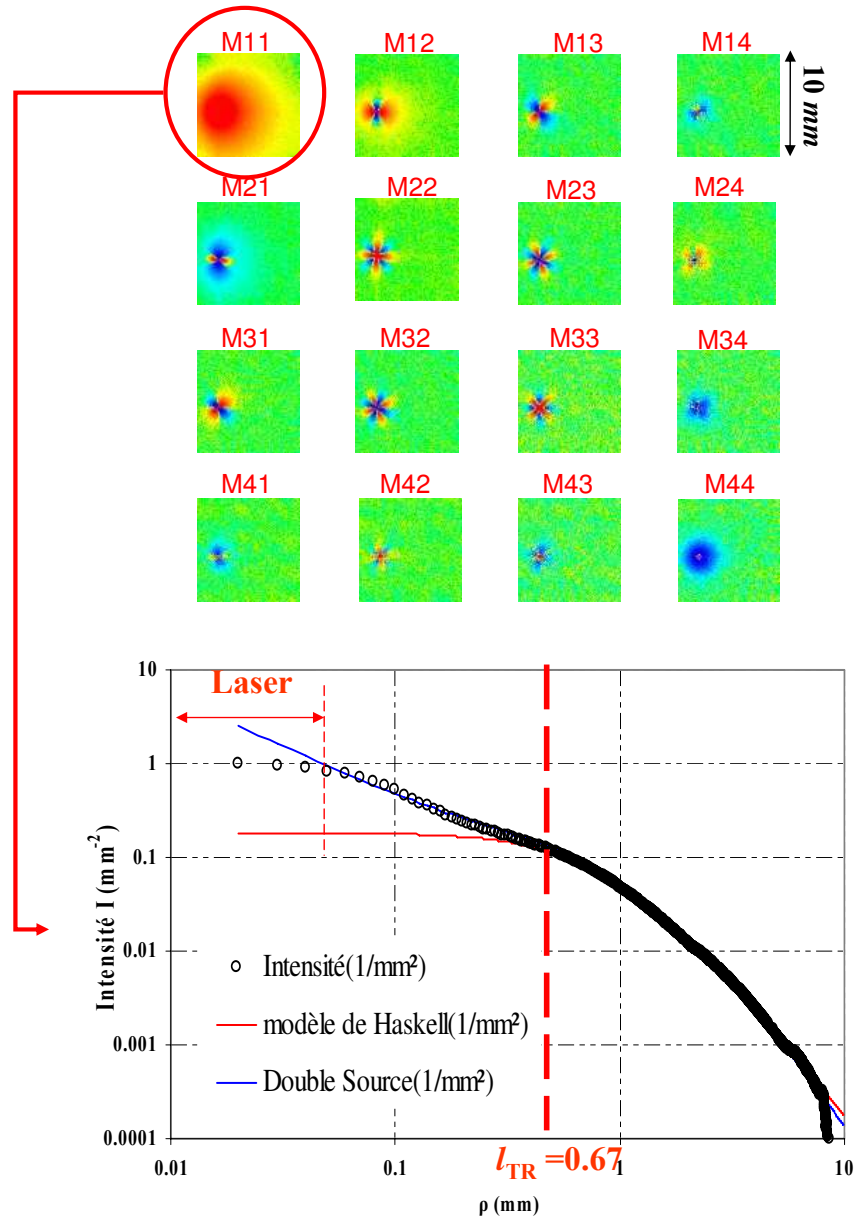 M11 M12 M13 M14
10 mm
M21 M22 M23 M24
M31 M32 M33 M34
M41 M42 M43 M44
10
Laser
1
0.1
0.01
0.001
0.0001
Intensité I (m m⁻²)
Intensité(1/mm²)
modèle de Haskell(1/mm²)
Double Source(1/mm²)
0.01 0.1 1 10
lTR =0.67
ρ (mm)